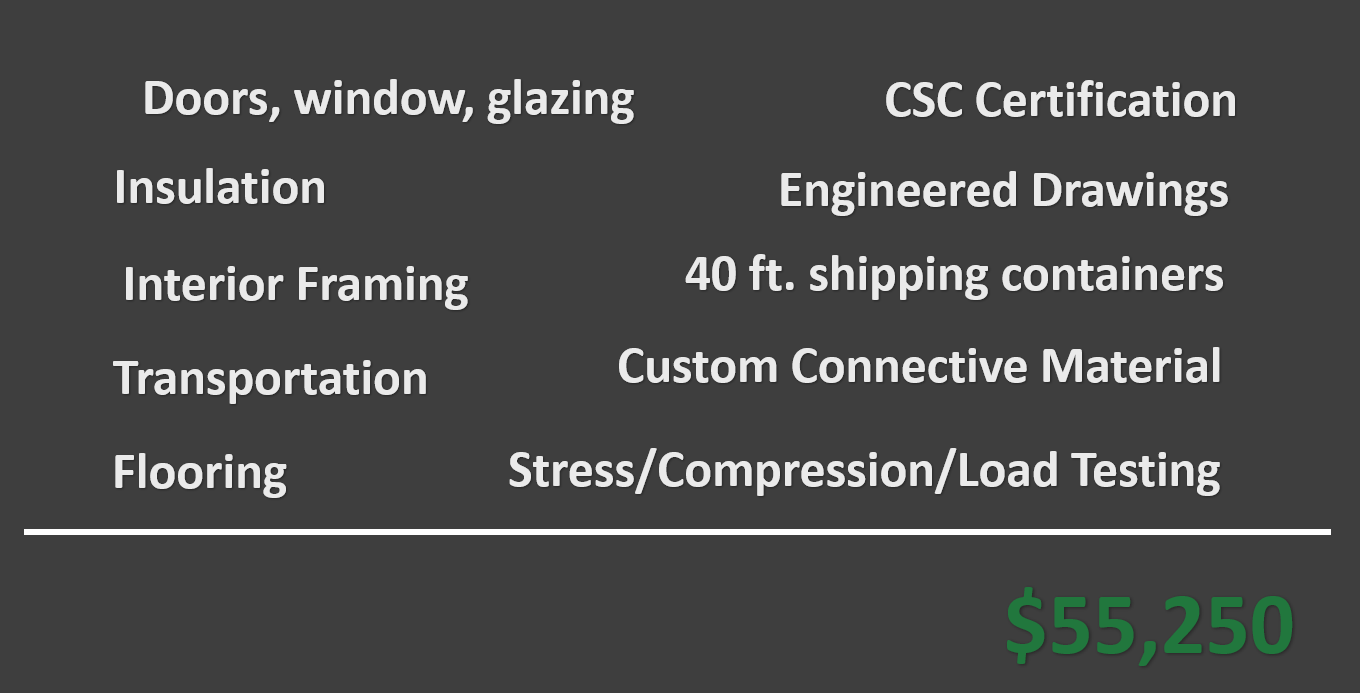 Doors, window, glazing
CSC Certification
Insulation
Engineered Drawings
Interior Framing
40 ft. shipping containers
Transportation
Custom Connective Material
Flooring
Stress/Compression/Load Testing
$55,250